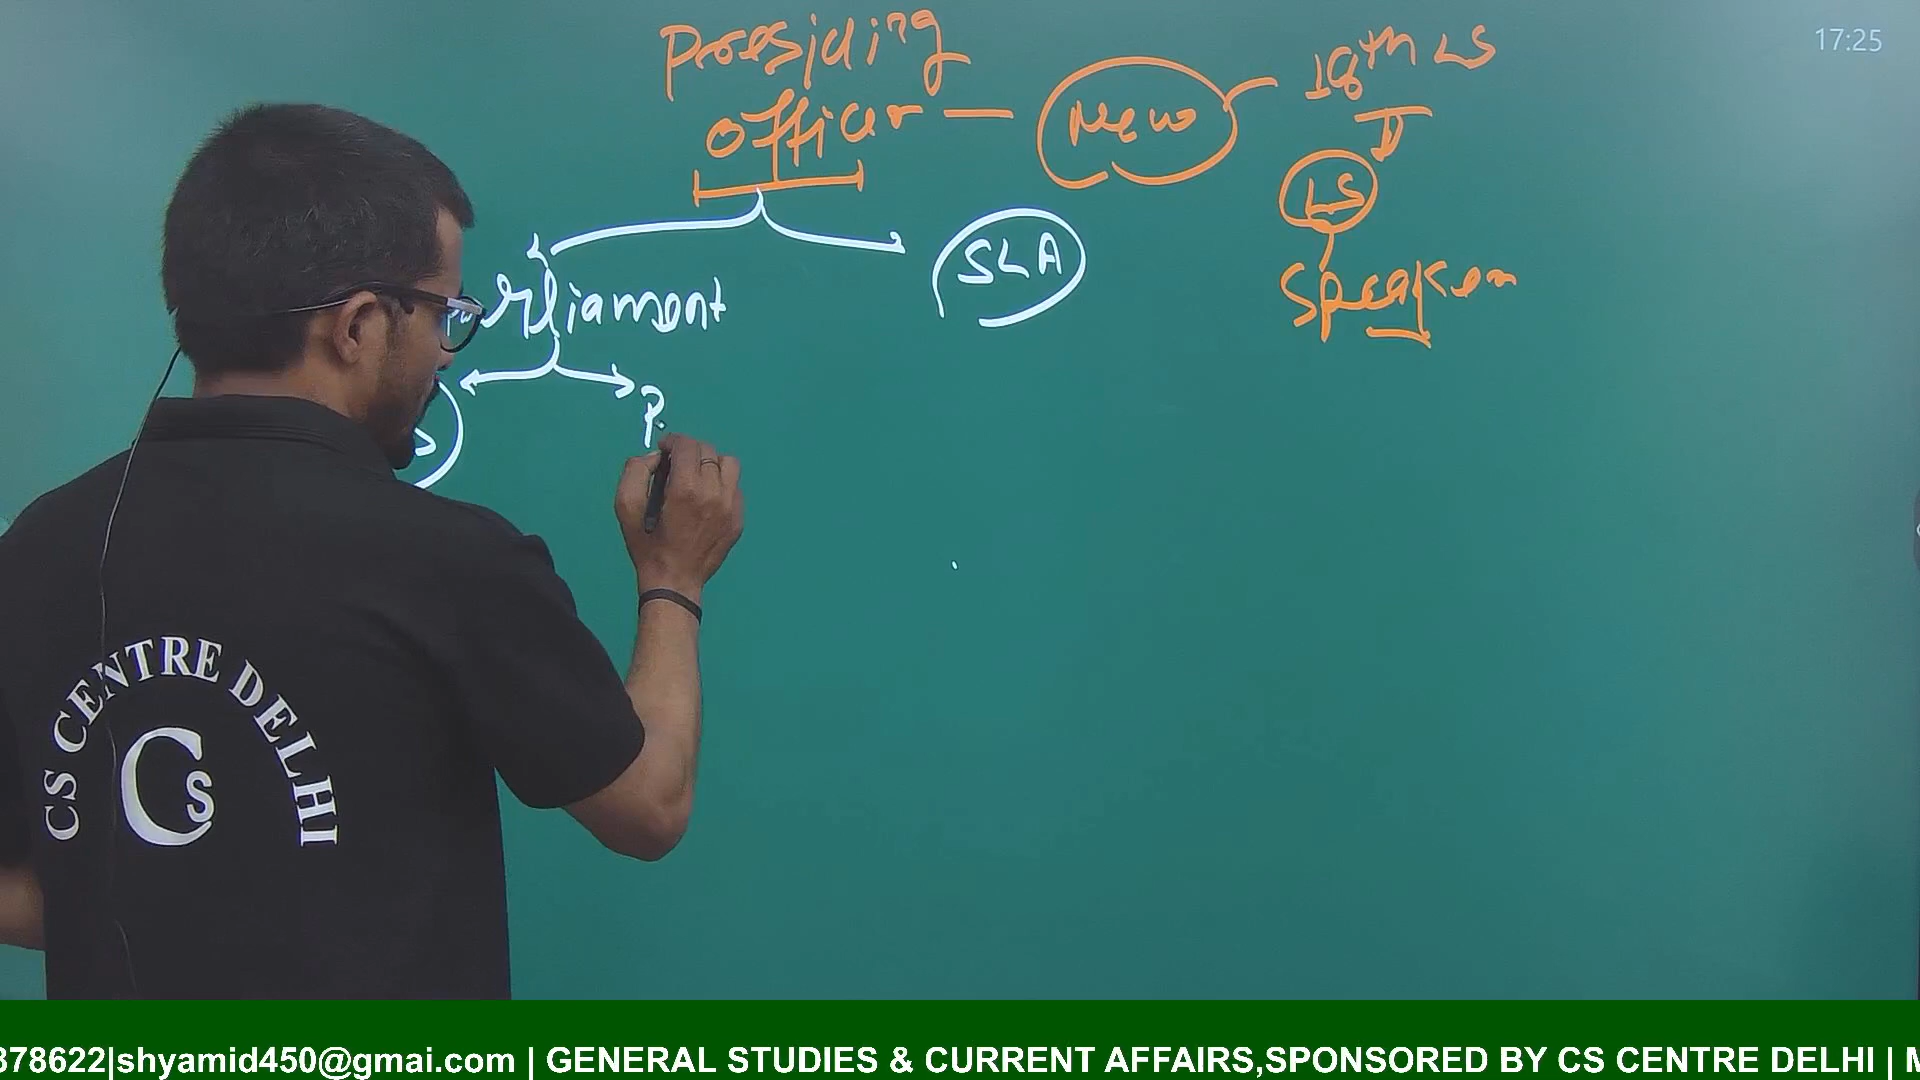 17:25
Presiding
officer — New
18th LS
LS
Speaker
SLA
Parliament
P
CS CENTRE DELHI
Cs
378622|shyamid450@gmai.com | GENERAL STUDIES & CURRENT AFFAIRS,SPONSORED BY CS CENTRE DELHI | M